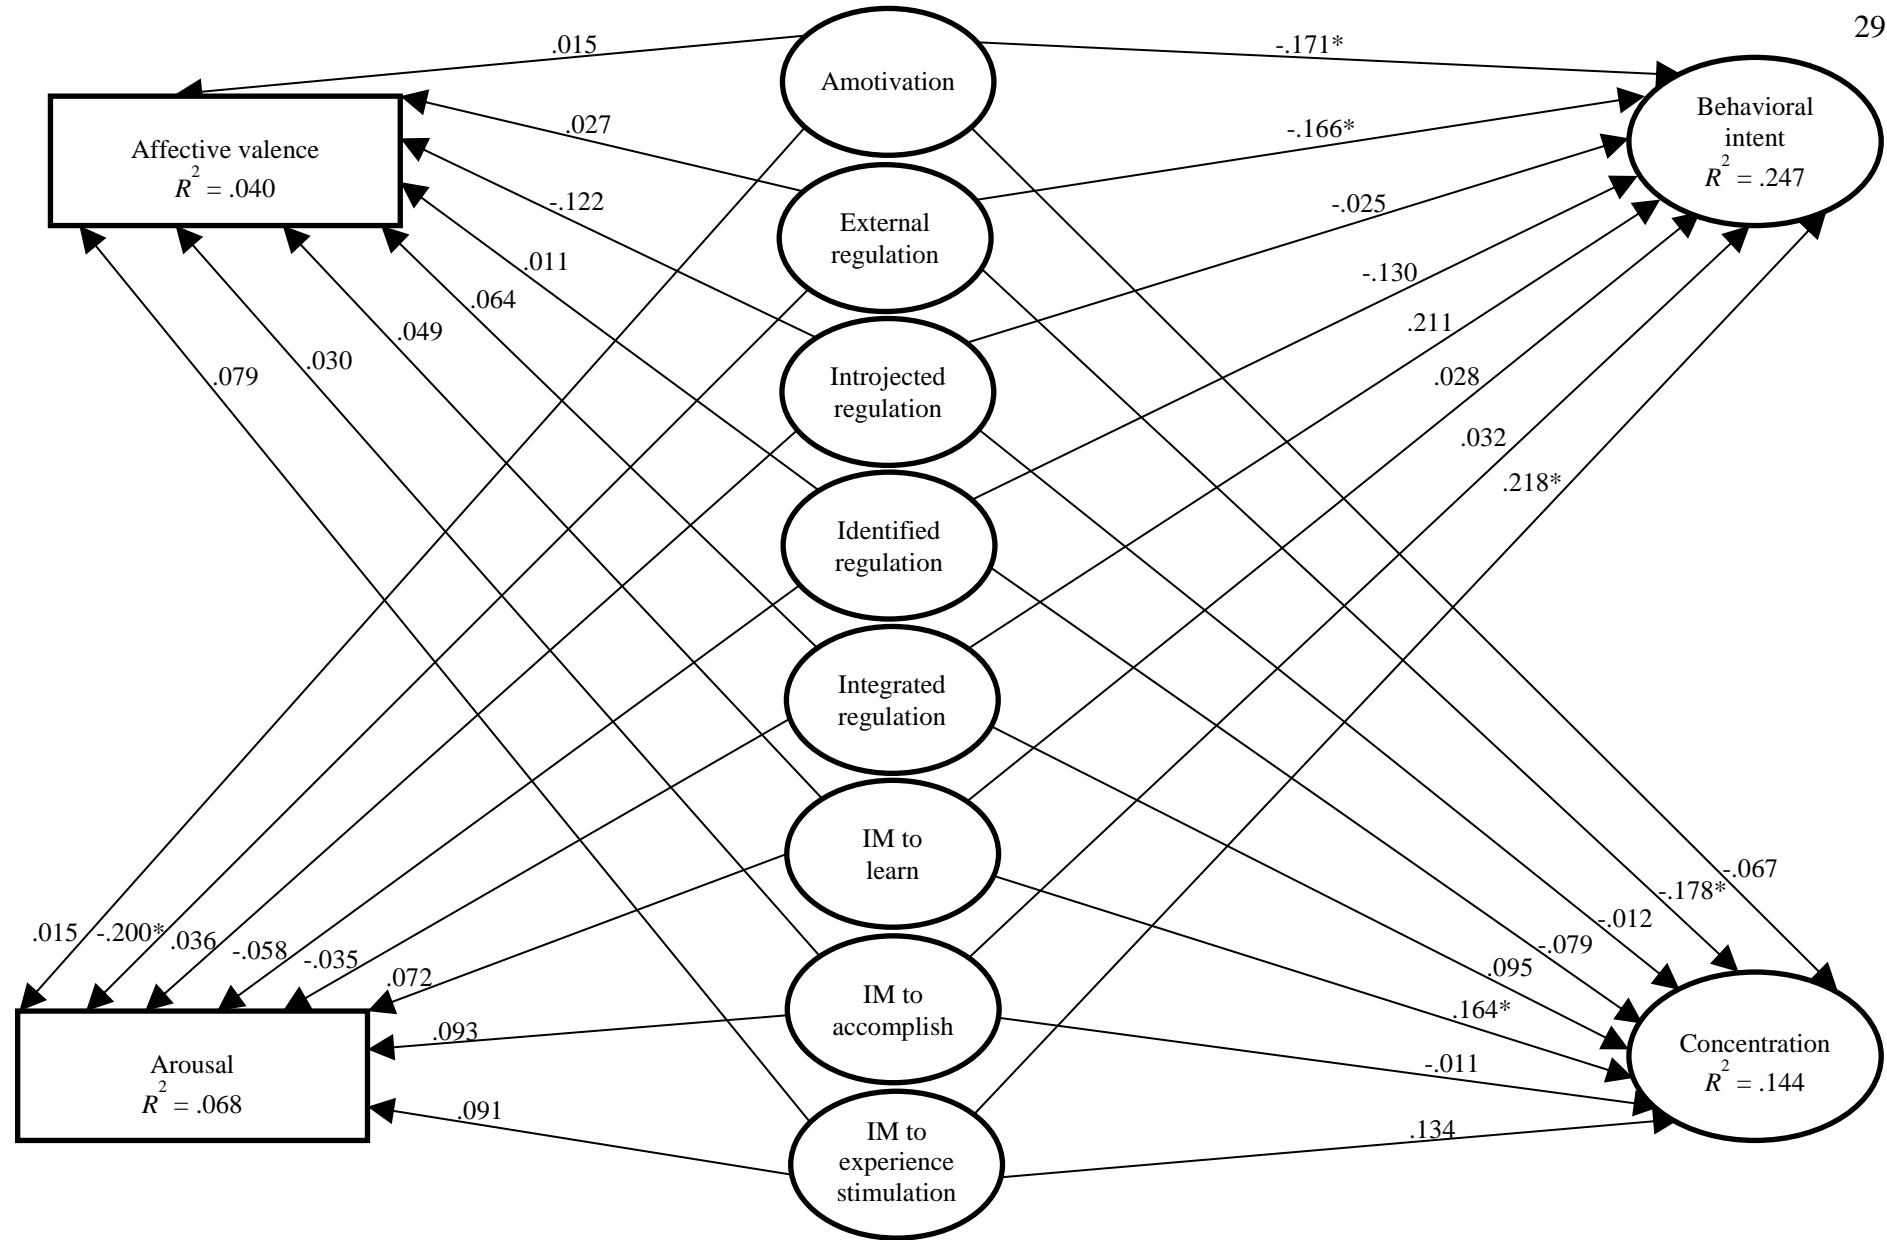 29
.015
-.171*
Amotivation
Behavioral
intent
R2 = .247
.027
-.166*
Affective valence
R2 = .040
-.122
-.025
External
regulation
.011
-.130
.064
.211
.049
.030
.028
.079
Introjected
regulation
.032
.218*
Identified
regulation
Integrated
regulation
IM to
learn
-.067
-.178*
-.012
.015
-.200*
.036
-.058
-.035
.072
-.079
.095
.164*
IM to
accomplish
.093
-.011
Arousal
R2 = .068
Concentration
R2 = .144
.091
.134
IM to
experience
stimulation